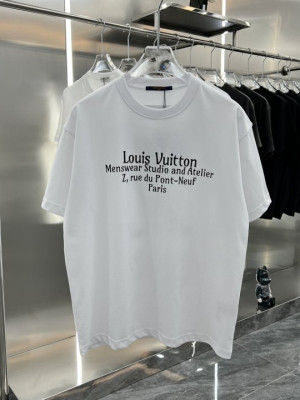 Louis Vuitton
Menswear Studio and Atelier
2, rue du Pont-Neuf
Paris